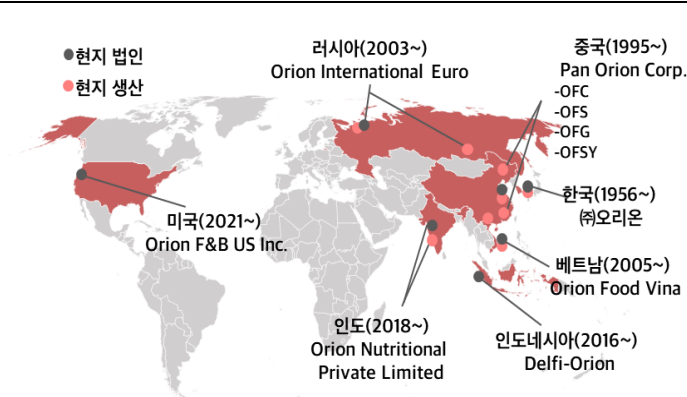 현지 법인
현지 생산
러시아(2003~)
Orion International Euro
중국(1995~)
Pan Orion Corp.
-OFC
-OFS
-OFG
-OFSY
한국(1956~)
㈜오리온
미국(2021~)
Orion F&B US Inc.
베트남(2005~)
Orion Food Vina
인도(2018~)
Orion Nutritional
Private Limited
인도네시아(2016~)
Delfi-Orion